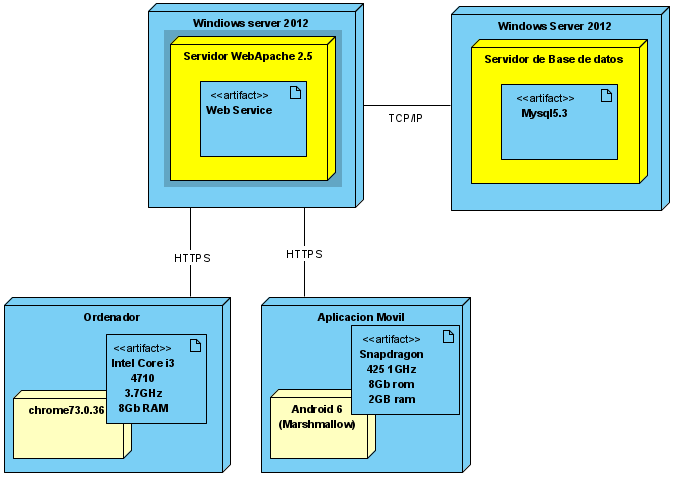 Windiows server 2012
Servidor WebApache 2.5
<<artifact>>
Web Service
TCP/IP
Windows Server 2012
Servidor de Base de datos
<<artifact>>
Mysql5.3
HTTPS
HTTPS
Ordenador
<<artifact>>
Intel Core i3
4710
3.7GHz
8Gb RAM
chrome73.0.36
Aplicacion Movil
<<artifact>>
Snapdragon
425 1GHz
8Gb rom
2GB ram
Android 6
(Marshmallow)